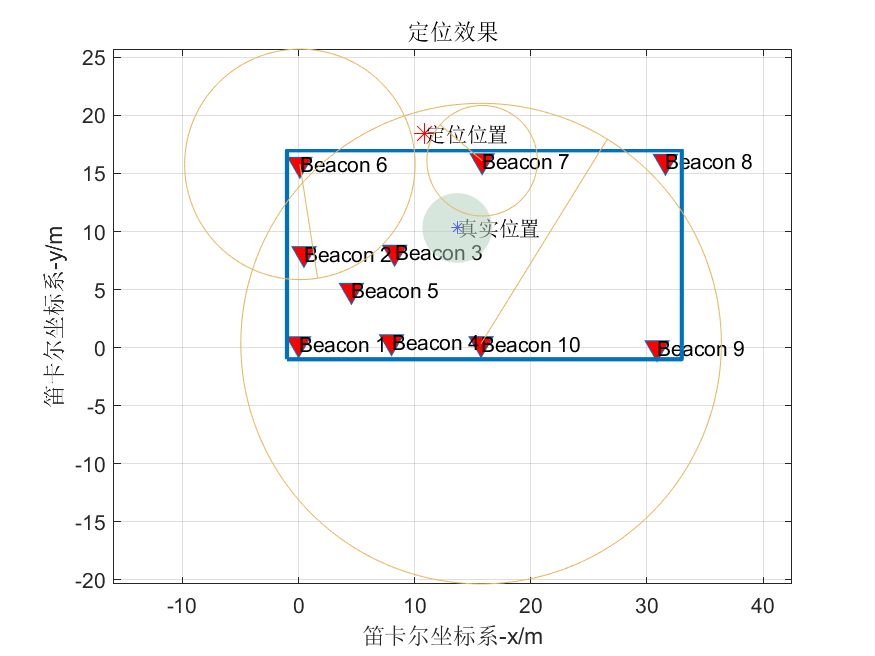 定位效果
25
20
15
10
5
0
-5
-10
-15
-20
笛卡尔坐标系-y/m
定位位置
Beacon 6
Beacon 7
Beacon 8
真实位置
Beacon 2
Beacon 3
Beacon 5
Beacon 1
Beacon 4
Beacon 10
Beacon 9
-10
0
10
20
30
40
笛卡尔坐标系-x/m